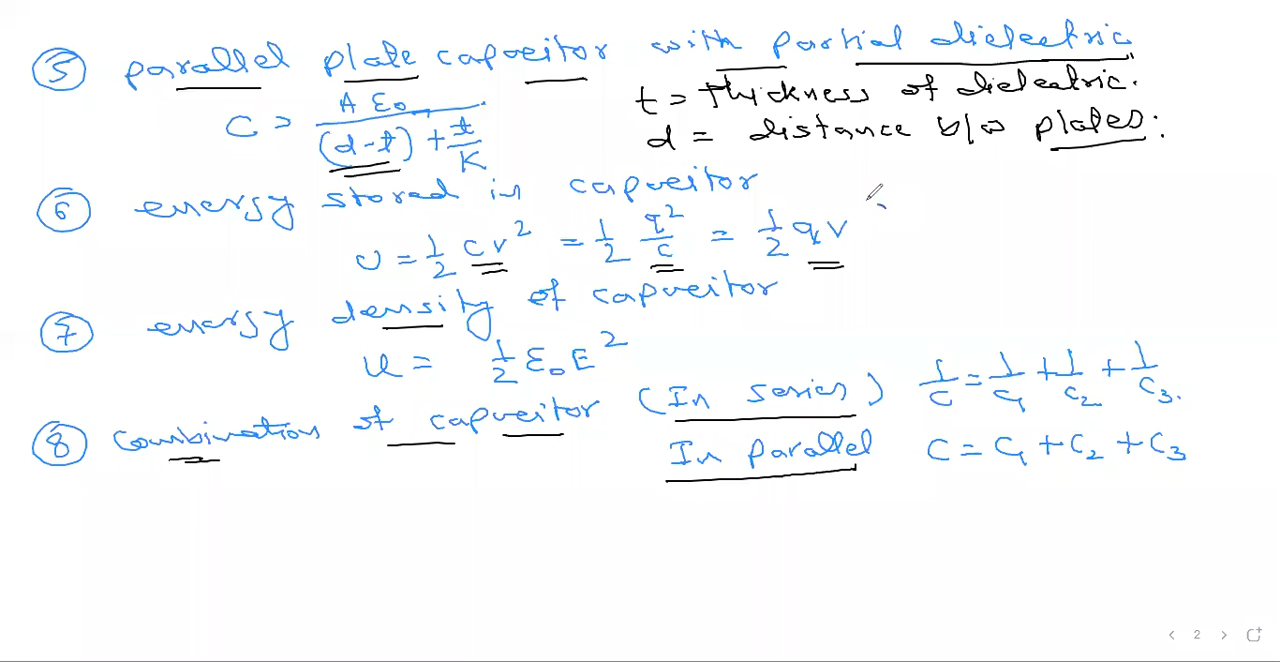 ⑤ parallel plate capacitor with partial dielectric
C = A ε₀ / ((d-t) + t/K)
t = Thickness of dielectric.
d = distance b/w plates.
⑥ energy stored in capacitor
U = 1/2 CV² = 1/2 q²/C = 1/2 qV
⑦ energy density of capacitor
u = 1/2 ε₀E²
⑧ combination of capacitor (In series) 1/C = 1/C₁ + 1/C₂ + 1/C₃.
In parallel C = C₁ + C₂ + C₃
< 2 >